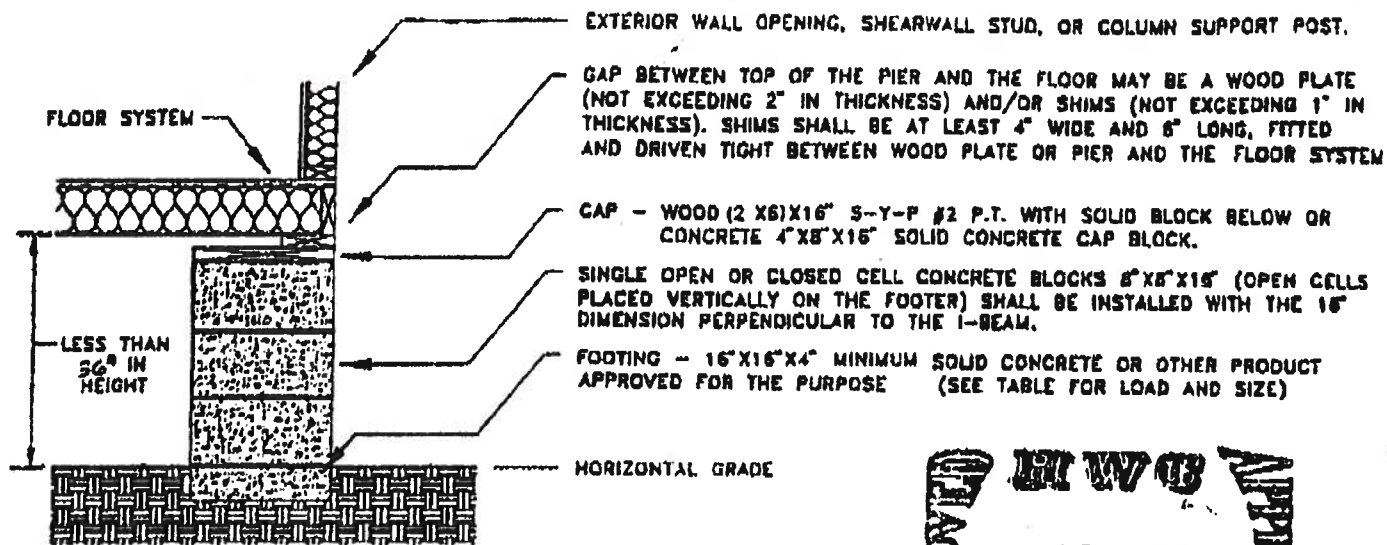 EXTERIOR WALL OPENING, SHEARWALL STUD, OR COLUMN SUPPORT POST.
GAP BETWEEN TOP OF THE PIER AND THE FLOOR MAY BE A WOOD PLATE
(NOT EXCEEDING 2" IN THICKNESS) AND/OR SHIMS (NOT EXCEEDING 1" IN
THICKNESS). SHIMS SHALL BE AT LEAST 4" WIDE AND 6" LONG, FITTED
AND DRIVEN TIGHT BETWEEN WOOD PLATE OR PIER AND THE FLOOR SYSTEM
FLOOR SYSTEM
CAP - WOOD (2 X6)X16" S-Y-P #2 P.T. WITH SOLID BLOCK BELOW OR
CONCRETE 4"X8"X16" SOLID CONCRETE CAP BLOCK.
SINGLE OPEN OR CLOSED CELL CONCRETE BLOCKS 8"X8"X16" (OPEN CELLS
PLACED VERTICALLY ON THE FOOTER) SHALL BE INSTALLED WITH THE 16"
DIMENSION PERPENDICULAR TO THE I-BEAM.
LESS THAN
36" IN
HEIGHT
FOOTING - 16"X16"X4" MINIMUM SOLID CONCRETE OR OTHER PRODUCT
APPROVED FOR THE PURPOSE (SEE TABLE FOR LOAD AND SIZE)
HORIZONTAL GRADE
HWC